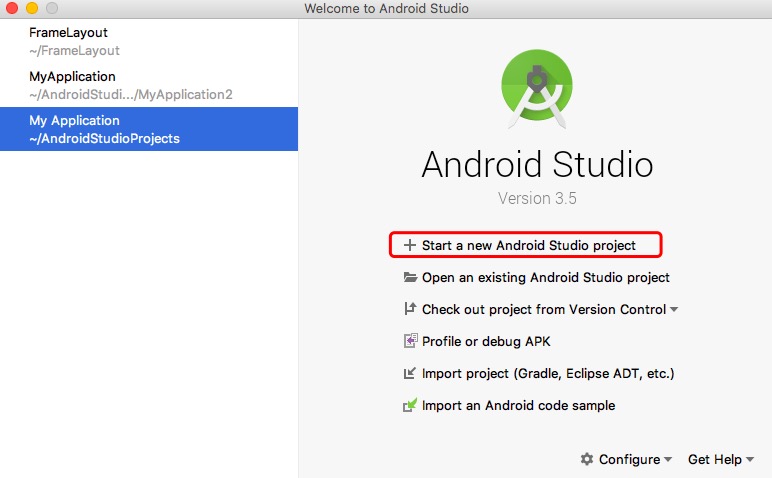 Welcome to Android Studio
FrameLayout
~/FrameLayout
MyApplication
~/AndroidStudi.../MyApplication2
My Application
~/AndroidStudioProjects
Android Studio
Version 3.5
Start a new Android Studio project
Open an existing Android Studio project
Check out project from Version Control
Profile or debug APK
Import project (Gradle, Eclipse ADT, etc.)
Import an Android code sample
Configure
Get Help